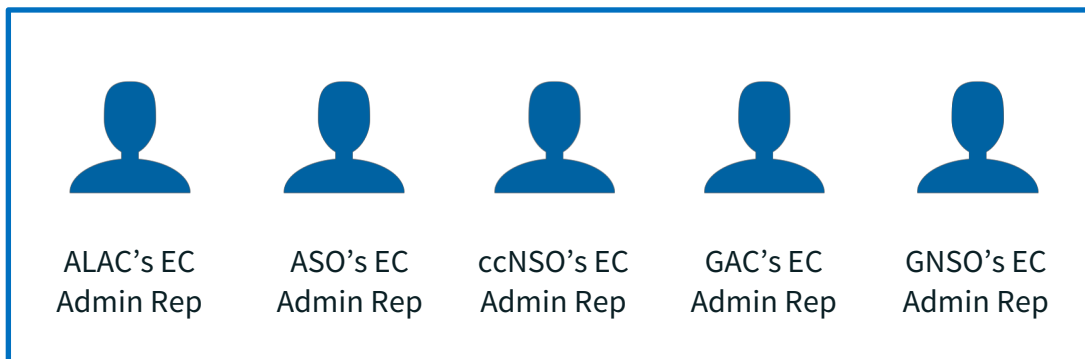 ALAC’s EC
Admin Rep
ASO’s EC
Admin Rep
ccNSO’s EC
Admin Rep
GAC’s EC
Admin Rep
GNSO’s EC
Admin Rep